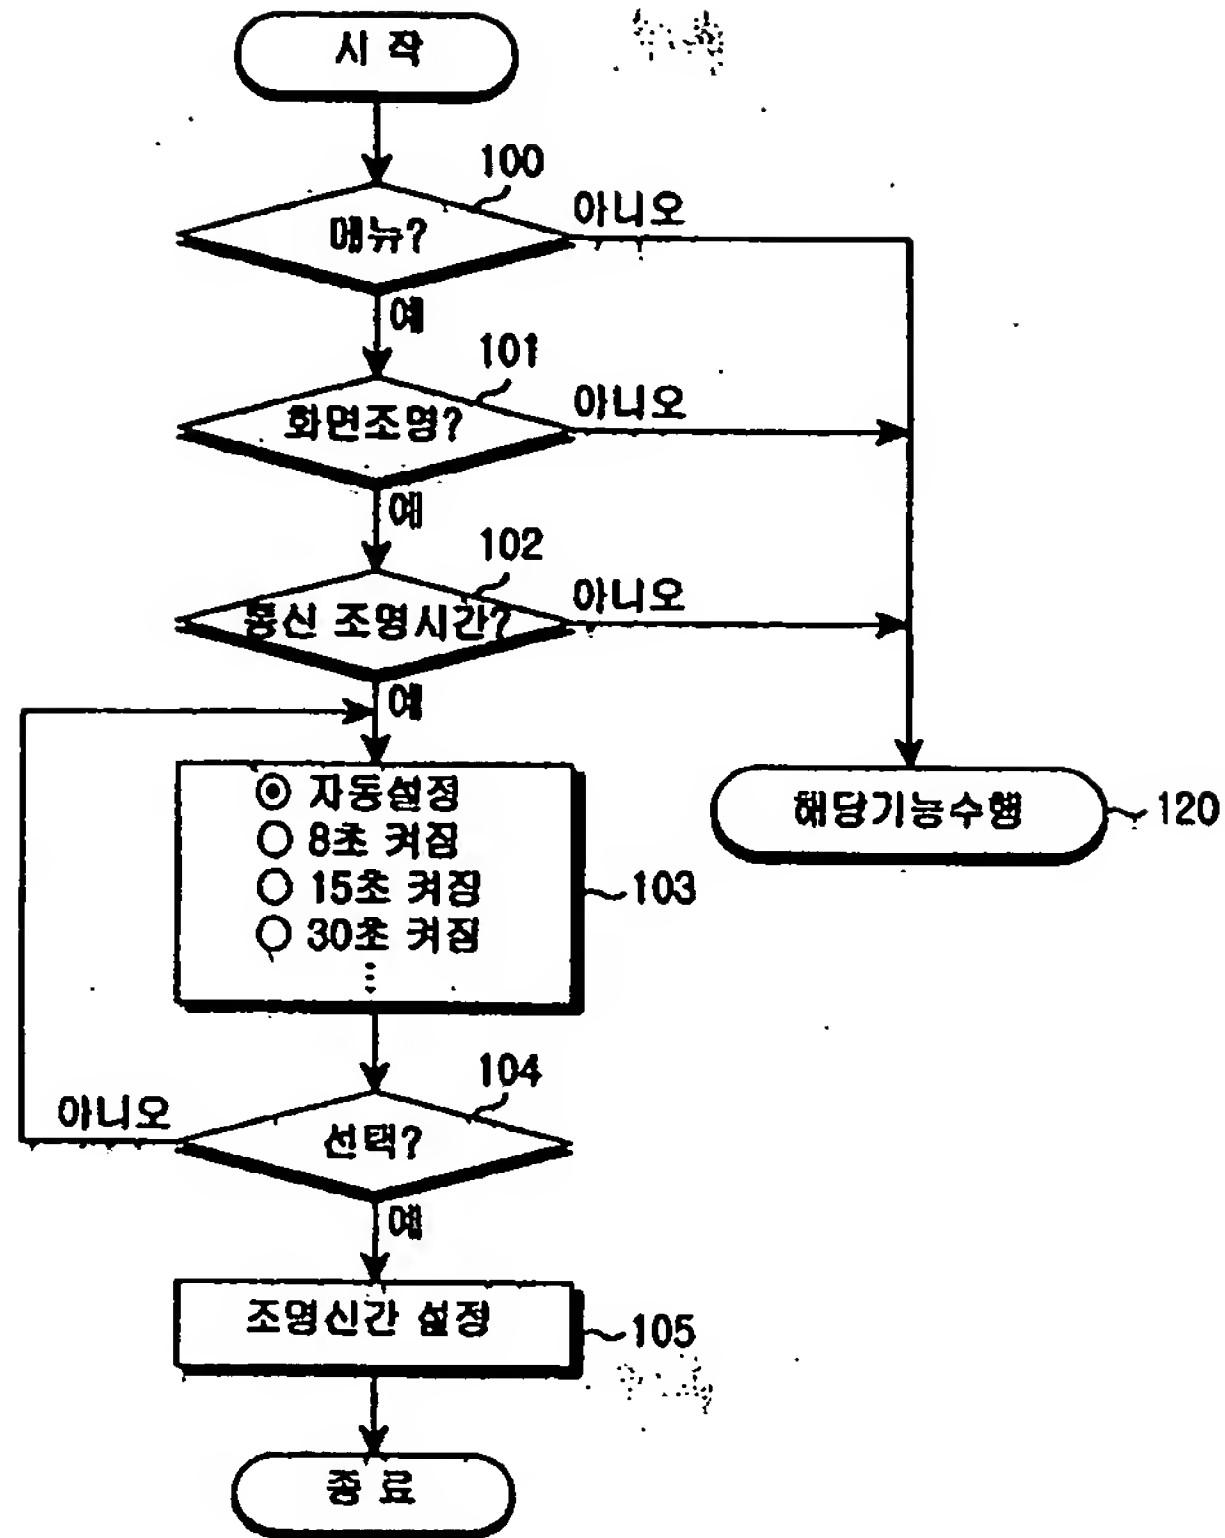 시 작
100
메뉴?
아니오
예
101
화면조명?
아니오
예
102
통신 조명시간?
아니오
예
자동설정
8초 켜짐
15초 켜짐
30초 켜짐
⋮
103
해당기능수행
120
104
선택?
아니오
예
조명신간 설정
105
종 료